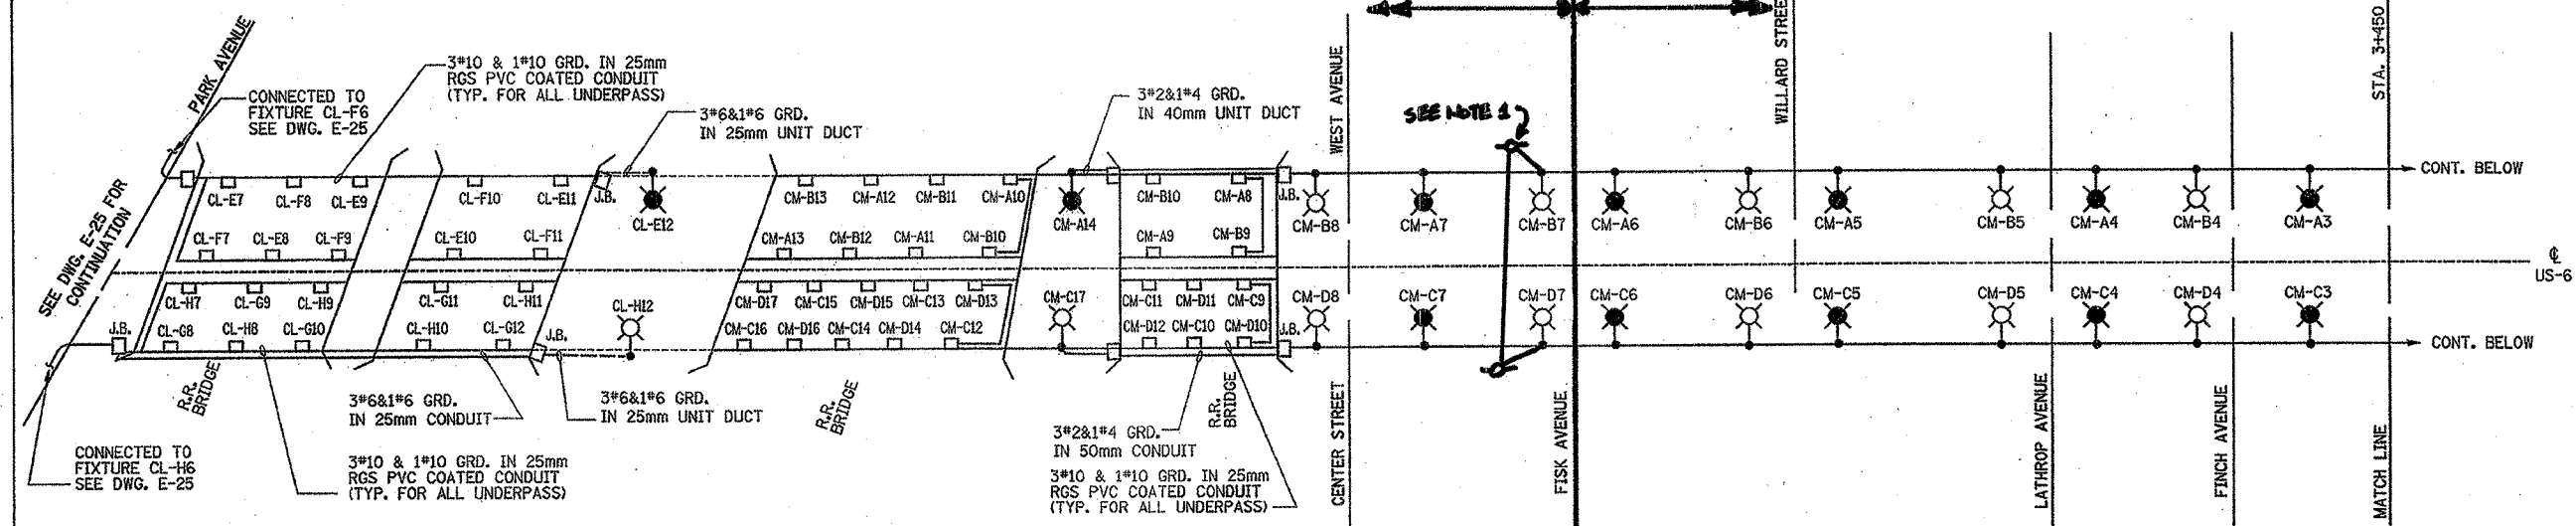 PARK AVENUE
CONNECTED TO
FIXTURE CL-F6
SEE DWG. E-25
3#10 & 1#10 GRD. IN 25mm
RGS PVC COATED CONDUIT
(TYP. FOR ALL UNDERPASS)
3#6&1#6 GRD.
IN 25mm UNIT DUCT
3#2&1#4 GRD.
IN 40mm UNIT DUCT
WEST AVENUE
SEE NOTE 1
WILLARD STREE
STA. 3+450
CONT. BELOW
CL-E7
CL-F8
CL-E9
CL-F10
CL-E11
J.B.
CL-E12
CM-B13
CM-A12
CM-B11
CM-A10
CM-A14
CM-B10
CM-A8
J.B.
CM-B8
CM-A7
CM-B7
CM-A6
CM-B6
CM-A5
CM-B5
CM-A4
CM-B4
CM-A3
CL-F7
CL-E8
CL-F9
CL-E10
CL-F11
CM-A13
CM-B12
CM-A11
CM-B10
CM-A9
CM-B9
SEE DWG. E-25 FOR
CONTINUATION
℄
US-6
CL-H7
CL-G9
CL-H9
CL-G11
CL-H11
CL-H12
CM-D17
CM-C15
CM-D15
CM-C13
CM-D13
CM-C17
CM-C11
CM-D11
CM-C9
CM-D8
CM-C7
CM-D7
CM-C6
CM-D6
CM-C5
CM-D5
CM-C4
CM-D4
CM-C3
J.B.
CL-G8
CL-H8
CL-G10
CL-H10
CL-G12
J.B.
CM-C16
CM-D16
CM-C14
CM-D14
CM-C12
CM-D12
CM-C10
CM-D10
J.B.
CONT. BELOW
R.R.
BRIDGE
3#6&1#6 GRD.
IN 25mm CONDUIT
3#6&1#6 GRD.
IN 25mm UNIT DUCT
R.R.
BRIDGE
R.R.
BRIDGE
3#2&1#4 GRD.
IN 50mm CONDUIT
CENTER STREET
FISK AVENUE
LATHROP AVENUE
FINCH AVENUE
MATCH LINE
CONNECTED TO
FIXTURE CL-H6
SEE DWG. E-25
3#10 & 1#10 GRD. IN 25mm
RGS PVC COATED CONDUIT
(TYP. FOR ALL UNDERPASS)
3#10 & 1#10 GRD. IN 25mm
RGS PVC COATED CONDUIT
(TYP. FOR ALL UNDERPASS)